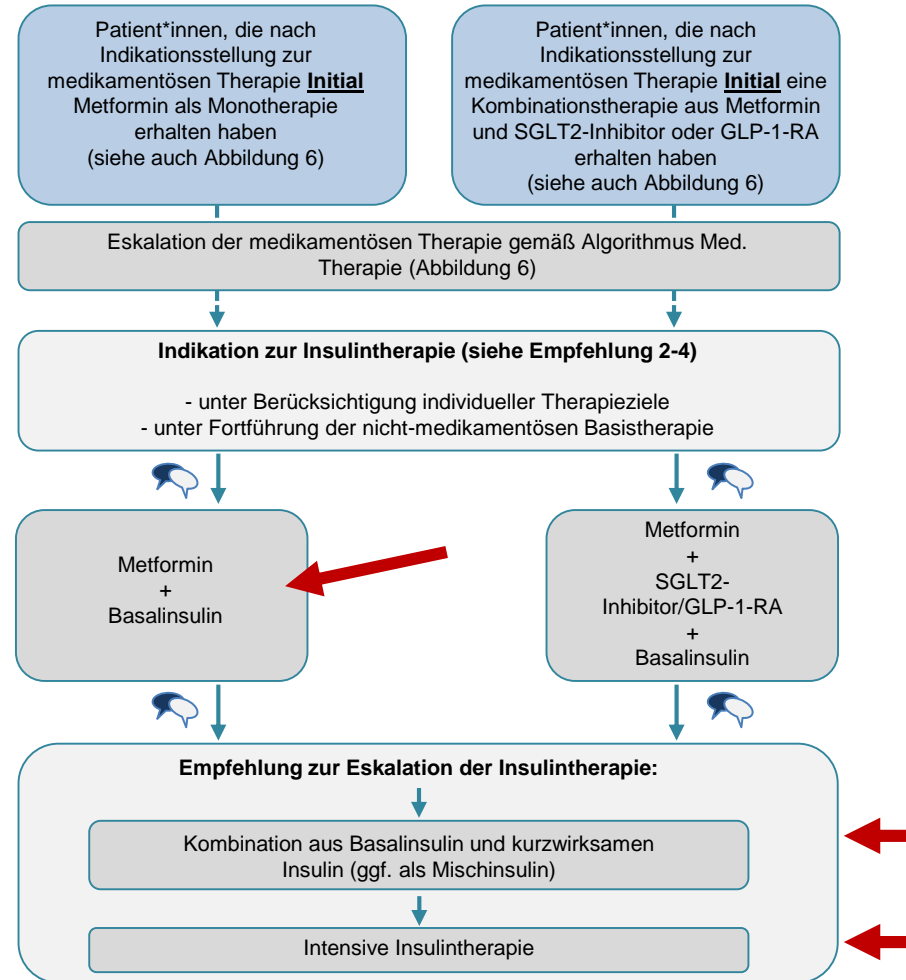 Patient*innen, die nach
Indikationsstellung zur
medikamentösen Therapie Initial
Metformin als Monotherapie
erhalten haben
(siehe auch Abbildung 6)
Patient*innen, die nach
Indikationsstellung zur
medikamentösen Therapie Initial eine
Kombinationstherapie aus Metformin
und SGLT2-Inhibitor oder GLP-1-RA
erhalten haben
(siehe auch Abbildung 6)
Eskalation der medikamentösen Therapie gemäß Algorithmus Med.
Therapie (Abbildung 6)
Indikation zur Insulintherapie (siehe Empfehlung 2-4)
- unter Berücksichtigung individueller Therapieziele
- unter Fortführung der nicht-medikamentösen Basistherapie
Metformin
+
Basalinsulin
Metformin
+
SGLT2-
Inhibitor/GLP-1-RA
+
Basalinsulin
Empfehlung zur Eskalation der Insulintherapie:
Kombination aus Basalinsulin und kurzwirksamen
Insulin (ggf. als Mischinsulin)
Intensive Insulintherapie